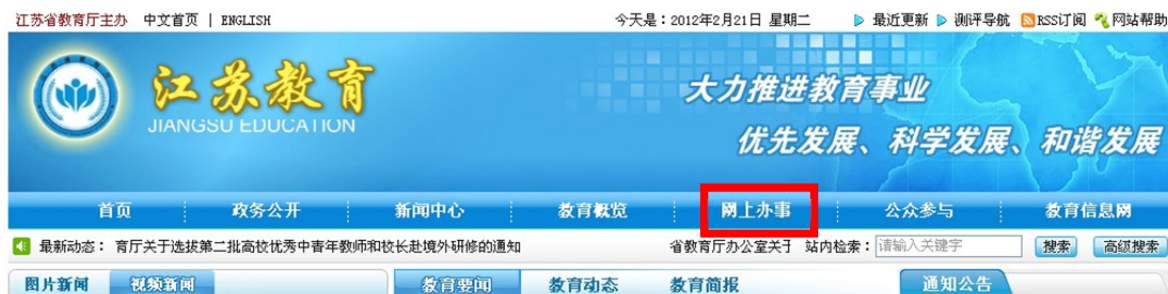 江苏省教育厅主办 中文首页 | ENGLISH 今天是：2012年2月21日 星期二 最近更新 测评导航 RSS订阅 网站帮助
江苏教育
JIANGSU EDUCATION
大力推进教育事业
优先发展、科学发展、和谐发展
首页 政务公开 新闻中心 教育概览 网上办事 公众参与 教育信息网
最新动态： 育厅关于选拔第二批高校优秀中青年教师和校长赴境外研修的通知 省教育厅办公室关于 站内检索： 请输入关键字 搜索 高级搜索
图片新闻 视频新闻 教育要闻 教育动态 教育简报 通知公告